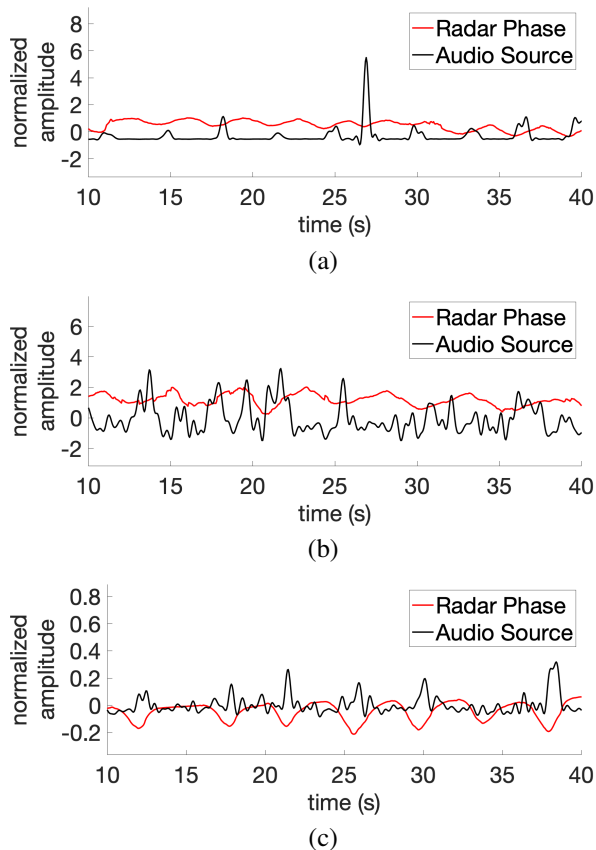 8
6
4
2
0
-2
normalized
amplitude
Radar Phase
Audio Source
10 15 20 25 30 35 40
time (s)
(a)
6
4
2
0
-2
normalized
amplitude
Radar Phase
Audio Source
10 15 20 25 30 35 40
time (s)
(b)
0.8
0.6
0.4
0.2
0
-0.2
normalized
amplitude
Radar Phase
Audio Source
10 15 20 25 30 35 40
time (s)
(c)